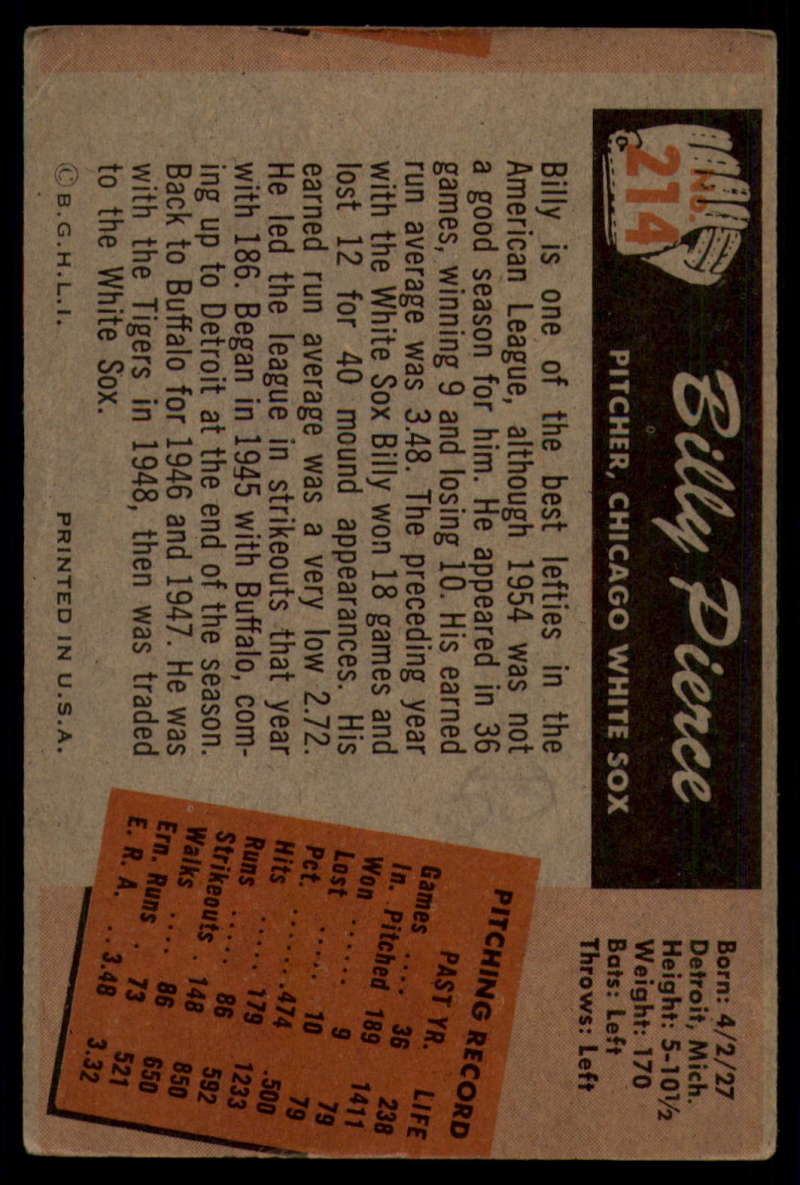 No.
214
Billy Pierce
PITCHER, CHICAGO WHITE SOX
Born: 4/2/27
Detroit, Mich.
Height: 5-10½
Weight: 170
Bats: Left
Throws: Left
Billy is one of the best lefties in the
American League, although 1954 was not
a good season for him. He appeared in 36
games, winning 9 and losing 10. His earned
run average was 3.48. The preceding year
with the White Sox Billy won 18 games and
lost 12 for 40 mound appearances. His
earned run average was a very low 2.72.
He led the league in strikeouts that year
with 186. Began in 1945 with Buffalo, com-
ing up to Detroit at the end of the season.
Back to Buffalo for 1946 and 1947. He was
with the Tigers in 1948, then was traded
to the White Sox.
PITCHING RECORD
PAST YR. LIFE
Games .... 36 238
In. Pitched 189 1411
Won ...... 9 79
Lost ..... 10 79
Pct. ......474 .500
Hits ..... 179 1233
Runs ..... 86 592
Strikeouts . 148 850
Walks .... 86 650
Ern. Runs . 73 521
E. R. A. .. 3.48 3.32
© B.G.H.L.I. PRINTED IN U.S.A.